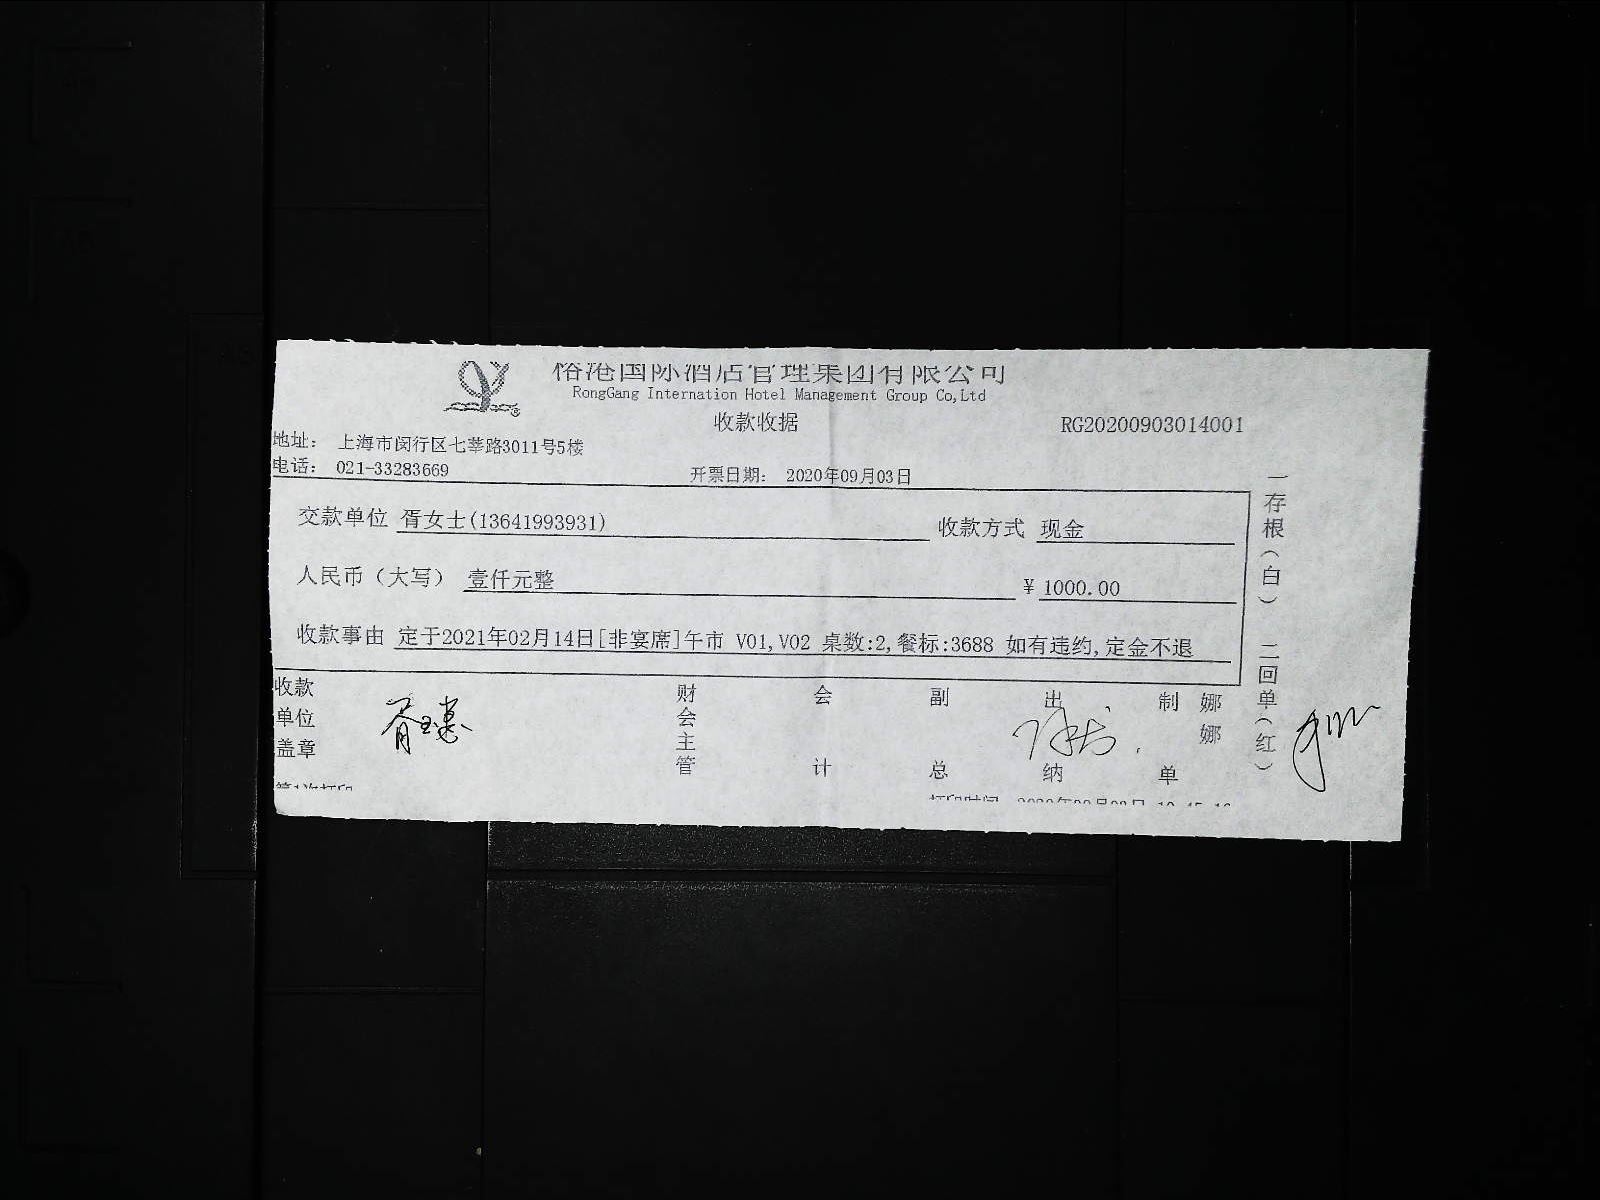 裕港国际酒店管理集团有限公司
RongGang Internation Hotel Management Group Co,Ltd
收款收据
RG20200903014001
地址： 上海市闵行区七莘路3011号5楼
电话： 021-33283669
开票日期： 2020年09月03日
交款单位 胥女士(13641993931)
收款方式 现金
人民币（大写） 壹仟元整
¥ 1000.00
收款事由 定于2021年02月14日[非宴席]午市 V01,V02 桌数:2,餐标:3688 如有违约,定金不退
收款单位盖章
财会主管
会计
副总
出纳
制单
娜娜
一存根（白） 二回单（红）
第1次打印